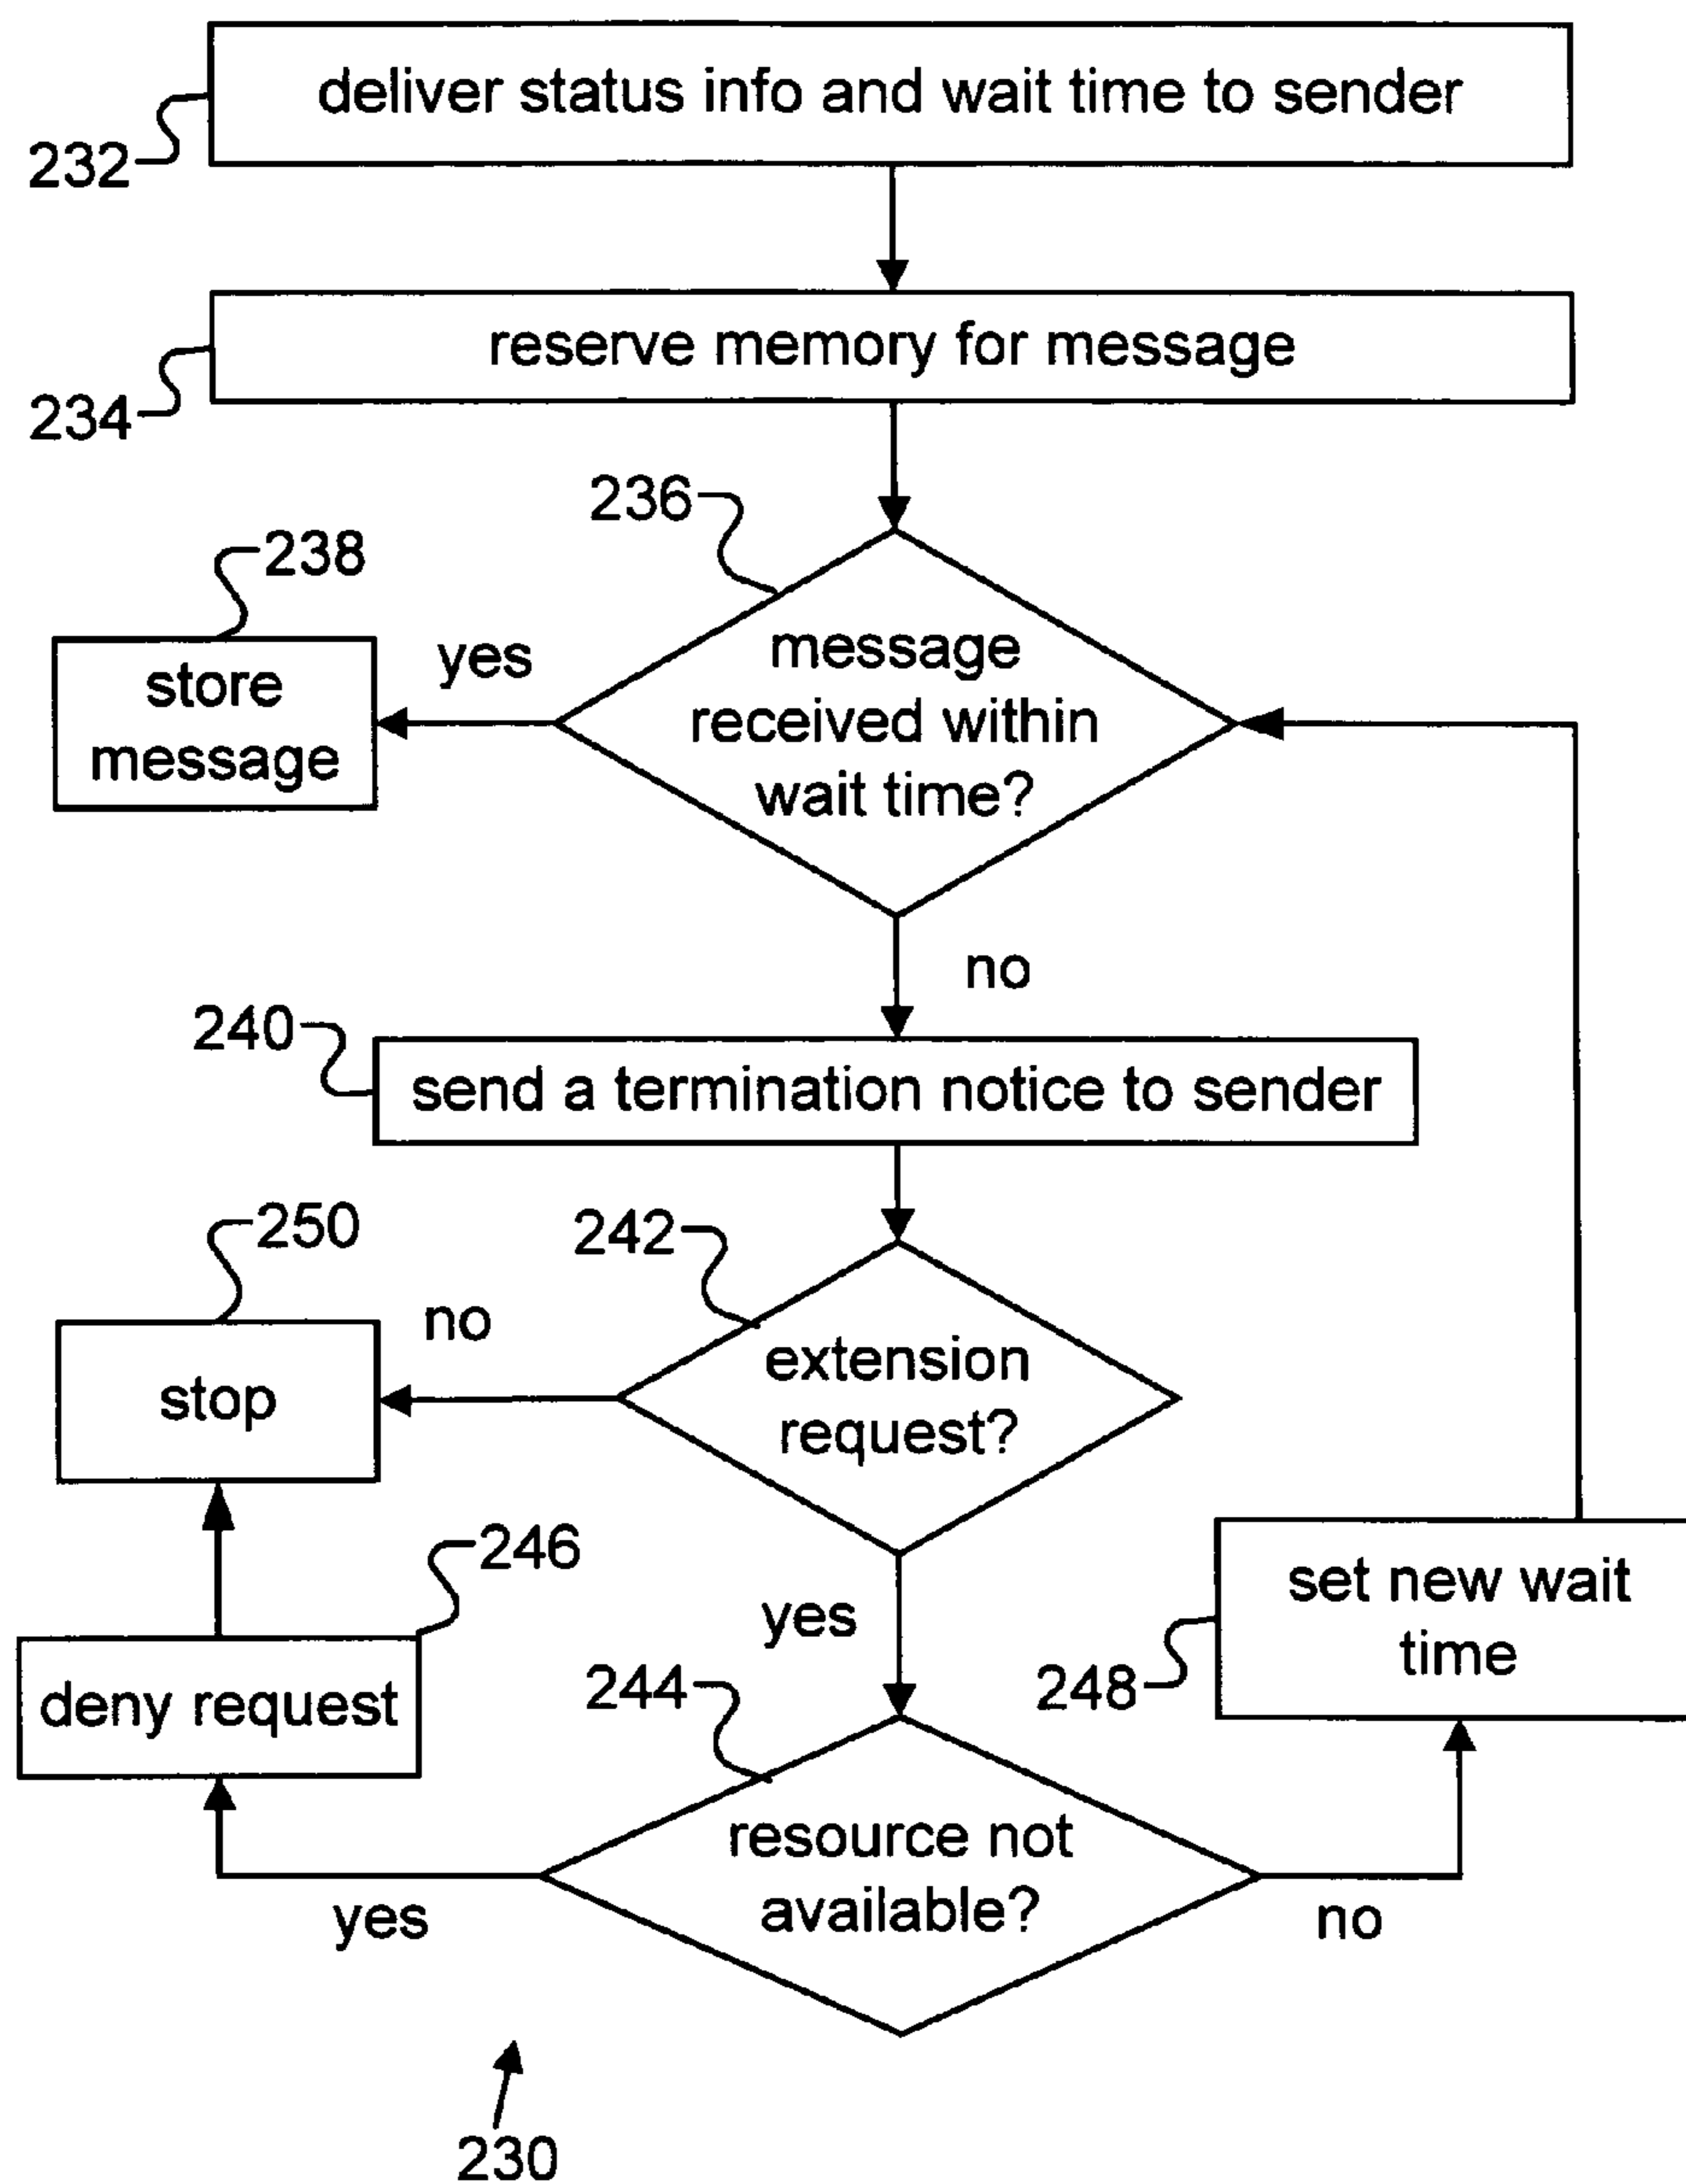 deliver status info and wait time to sender
232
reserve memory for message
234
236
238
yes
store
message
message
received within
wait time?
no
240
send a termination notice to sender
250
242
no
stop
extension
request?
246
yes
set new wait
time
248
244
deny request
resource not
available?
yes
no
230